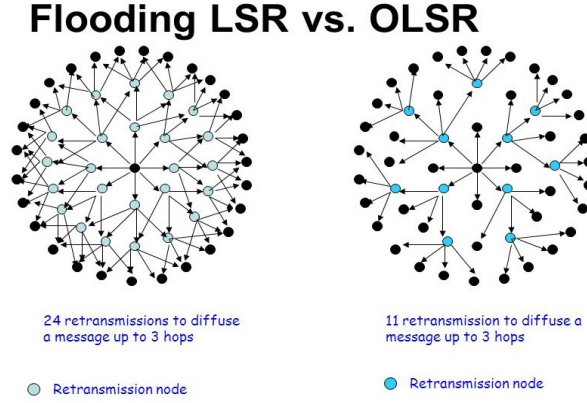 Flooding LSR vs. OLSR
24 retransmissions to diffuse
a message up to 3 hops
11 retransmission to diffuse a
message up to 3 hops
Retransmission node
Retransmission node